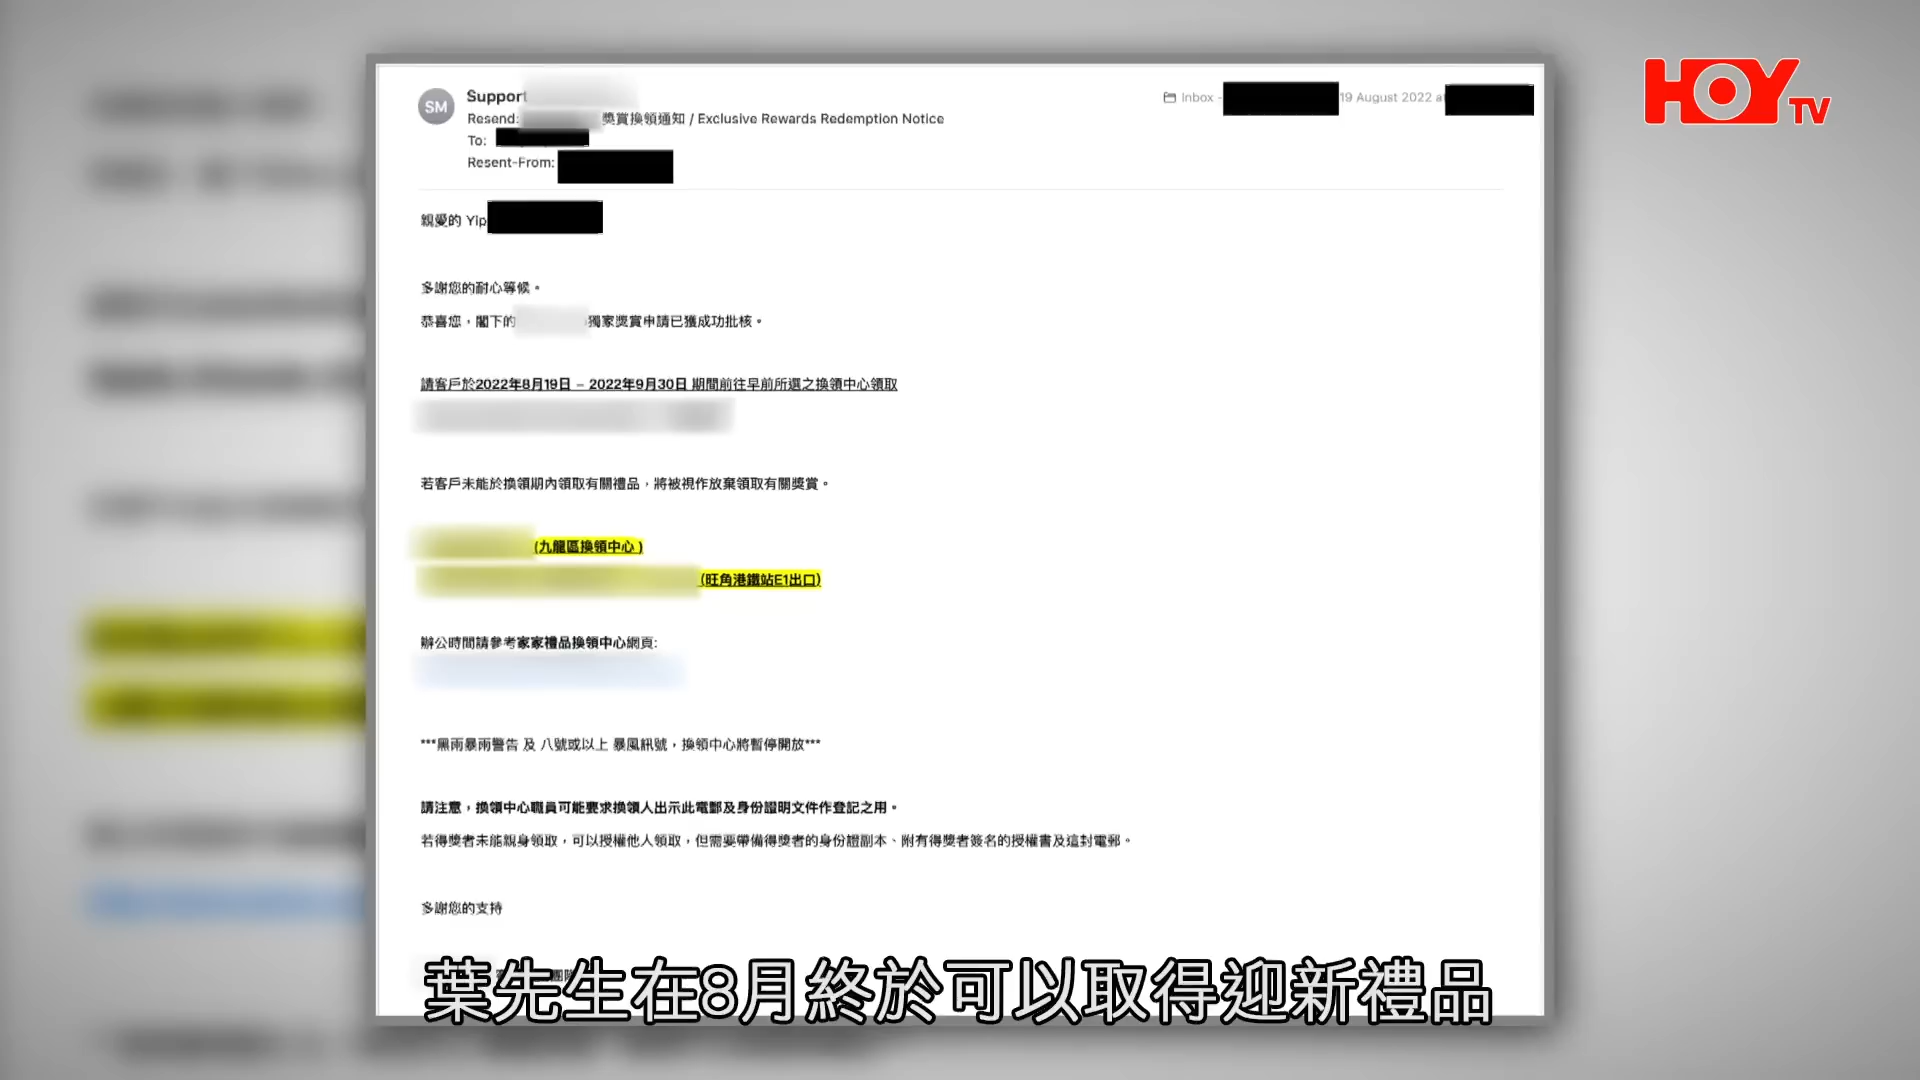 HOY TV
SM
Support
Inbox - 19 August 2022 at
Resend: 獎賞換領通知 / Exclusive Rewards Redemption Notice
To:
Resent-From:
親愛的 Yip
多謝您的耐心等候。
恭喜您，閣下的 獨家獎賞申請已獲成功批核。
請客戶於2022年8月19日 – 2022年9月30日 期間前往早前所選之換領中心領取
若客戶未能於換領期內領取有關禮品，將被視作放棄領取有關獎賞。
(九龍區換領中心 )
(旺角港鐵站E1出口)
辦公時間請參考家家禮品換領中心網頁:
***黑雨暴雨警告 及 八號或以上 暴風訊號，換領中心將暫停開放***
請注意，換領中心職員可能要求換領人出示此電郵及身份證明文件作登記之用。
若得獎者未能親身領取，可以授權他人領取，但需要帶備得獎者的身份證副本、附有得獎者簽名的授權書及這封電郵。
多謝您的支持
葉先生在8月終於可以取得迎新禮品